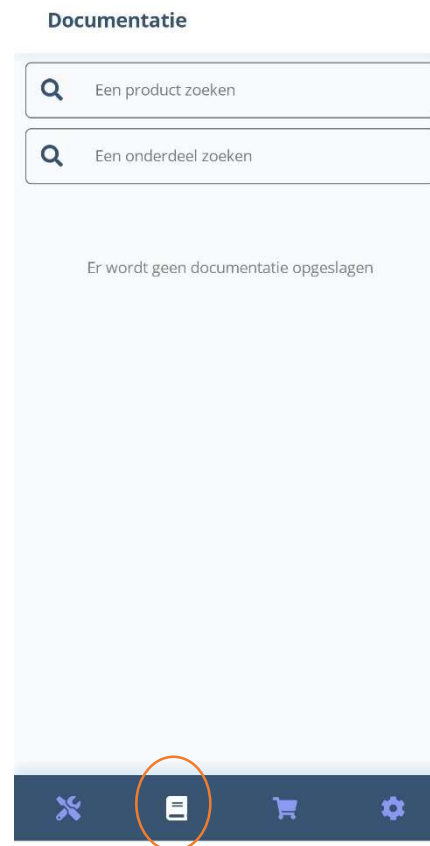 Documentatie
Een product zoeken
Een onderdeel zoeken
Er wordt geen documentatie opgeslagen